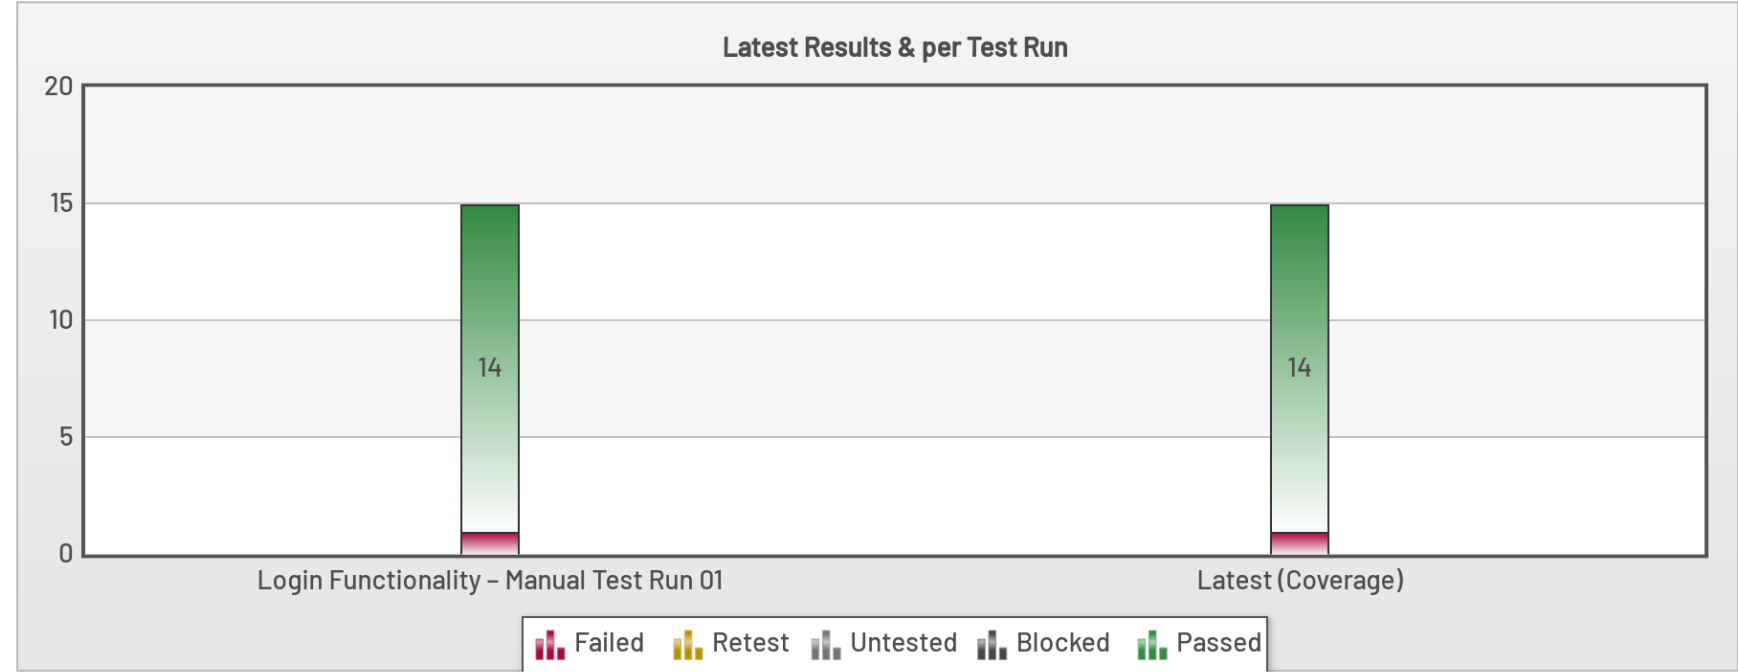 Latest Results & per Test Run
20
15
10
5
0
14
14
Login Functionality – Manual Test Run 01
Latest (Coverage)
Failed Retest Untested Blocked Passed